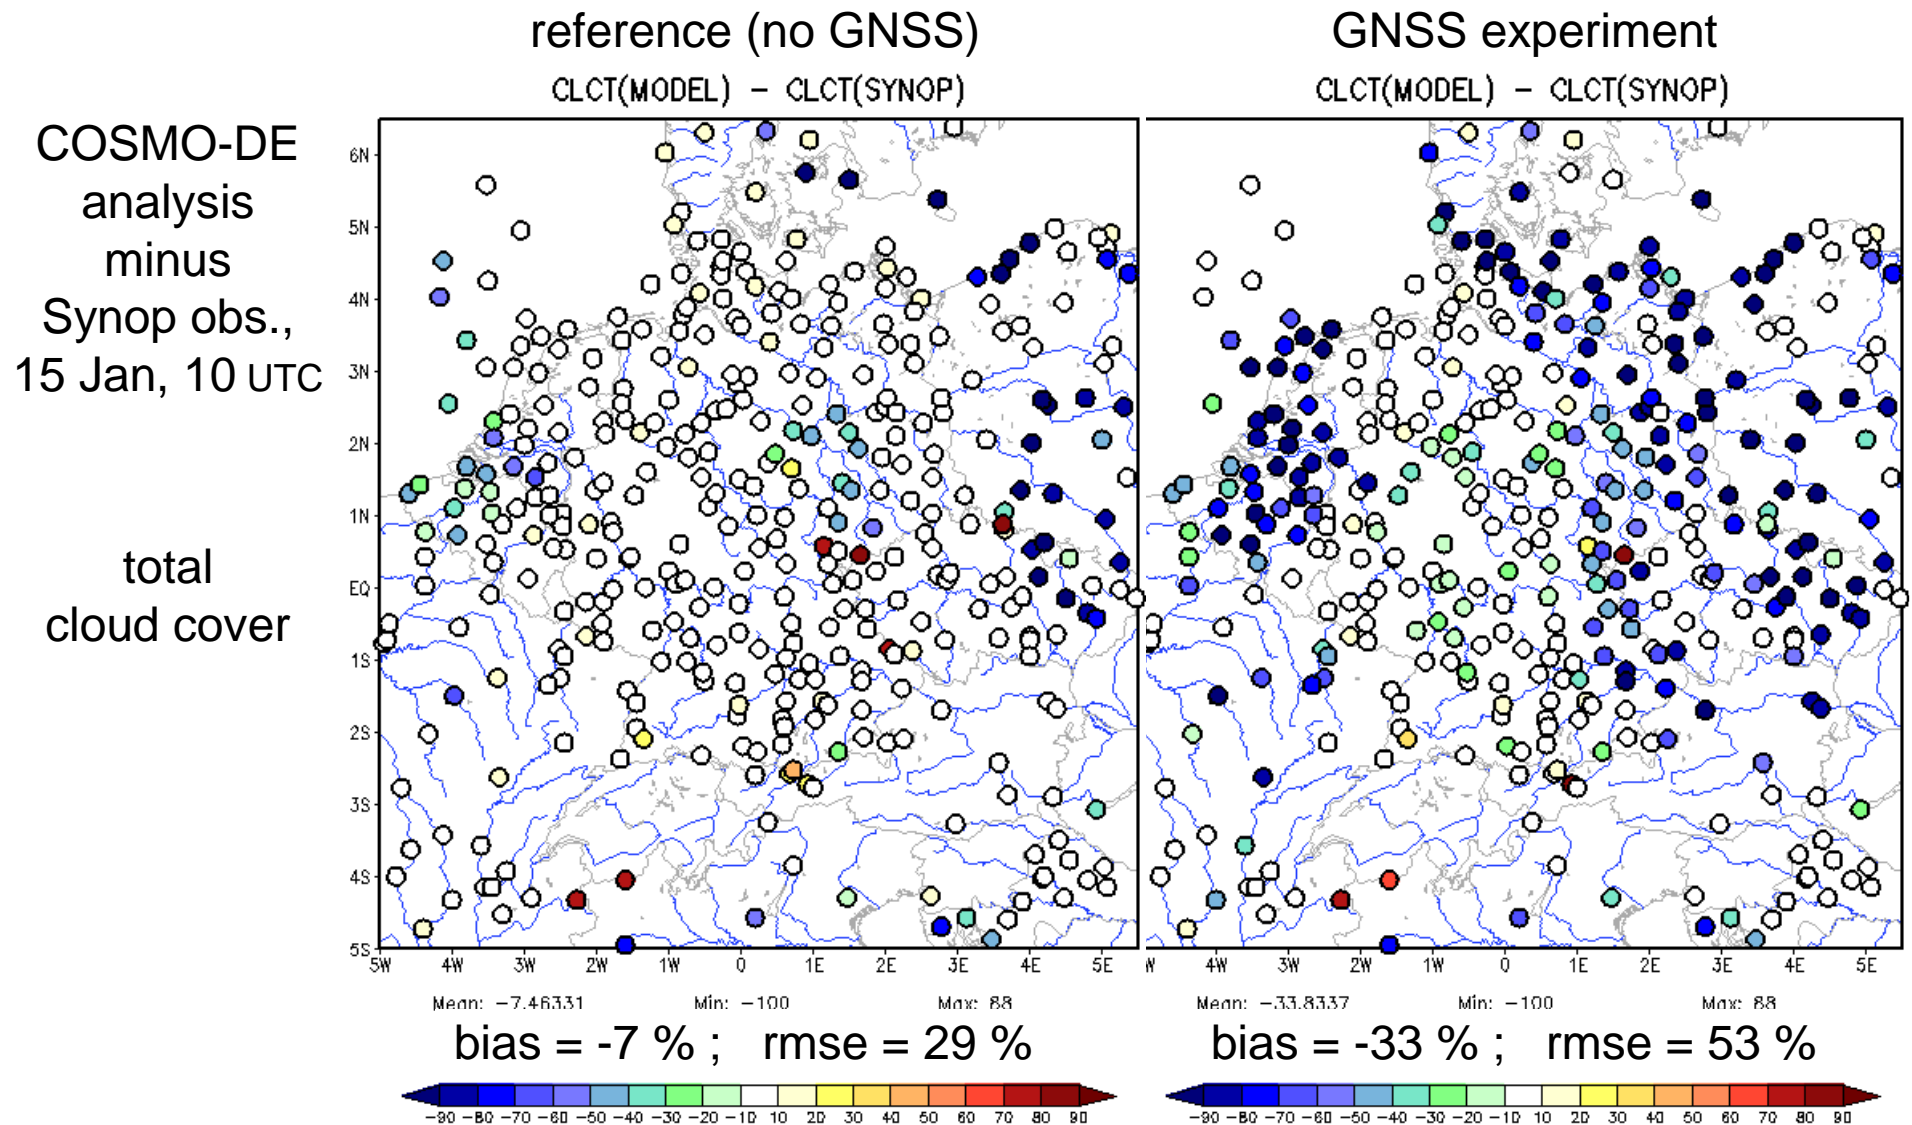 reference (no GNSS)
GNSS experiment
CLCT(MODEL) – CLCT(SYNOP)
CLCT(MODEL) – CLCT(SYNOP)
COSMO-DE
analysis
minus
Synop obs.,
15 Jan, 10 UTC
total
cloud cover
6N
5N
4N
3N
2N
1N
EQ
1S
2S
3S
4S
5S
5W 4W 3W 2W 1W 0 1E 2E 3E 4E 5E
W 4W 3W 2W 1W 0 1E 2E 3E 4E 5E
Mean: -7.46331 Min: -100 Max: 88
Mean: -33.8337 Min: -100 Max: 88
bias = -7 % ; rmse = 29 %
bias = -33 % ; rmse = 53 %
-90 -80 -70 -60 -50 -40 -30 -20 -10 10 20 30 40 50 60 70 80 90
-90 -80 -70 -60 -50 -40 -30 -20 -10 10 20 30 40 50 60 70 80 90